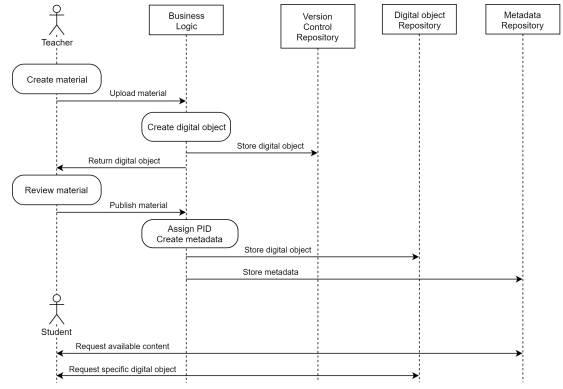 Business
Logic
Version
Control
Repository
Digital object
Repository
Metadata
Repository
Teacher
Create material
Upload material
Create digital object
Store digital object
Return digital object
Review material
Publish material
Assign PID
Create metadata
Store digital object
Store metadata
Student
Request available content
Request specific digital object